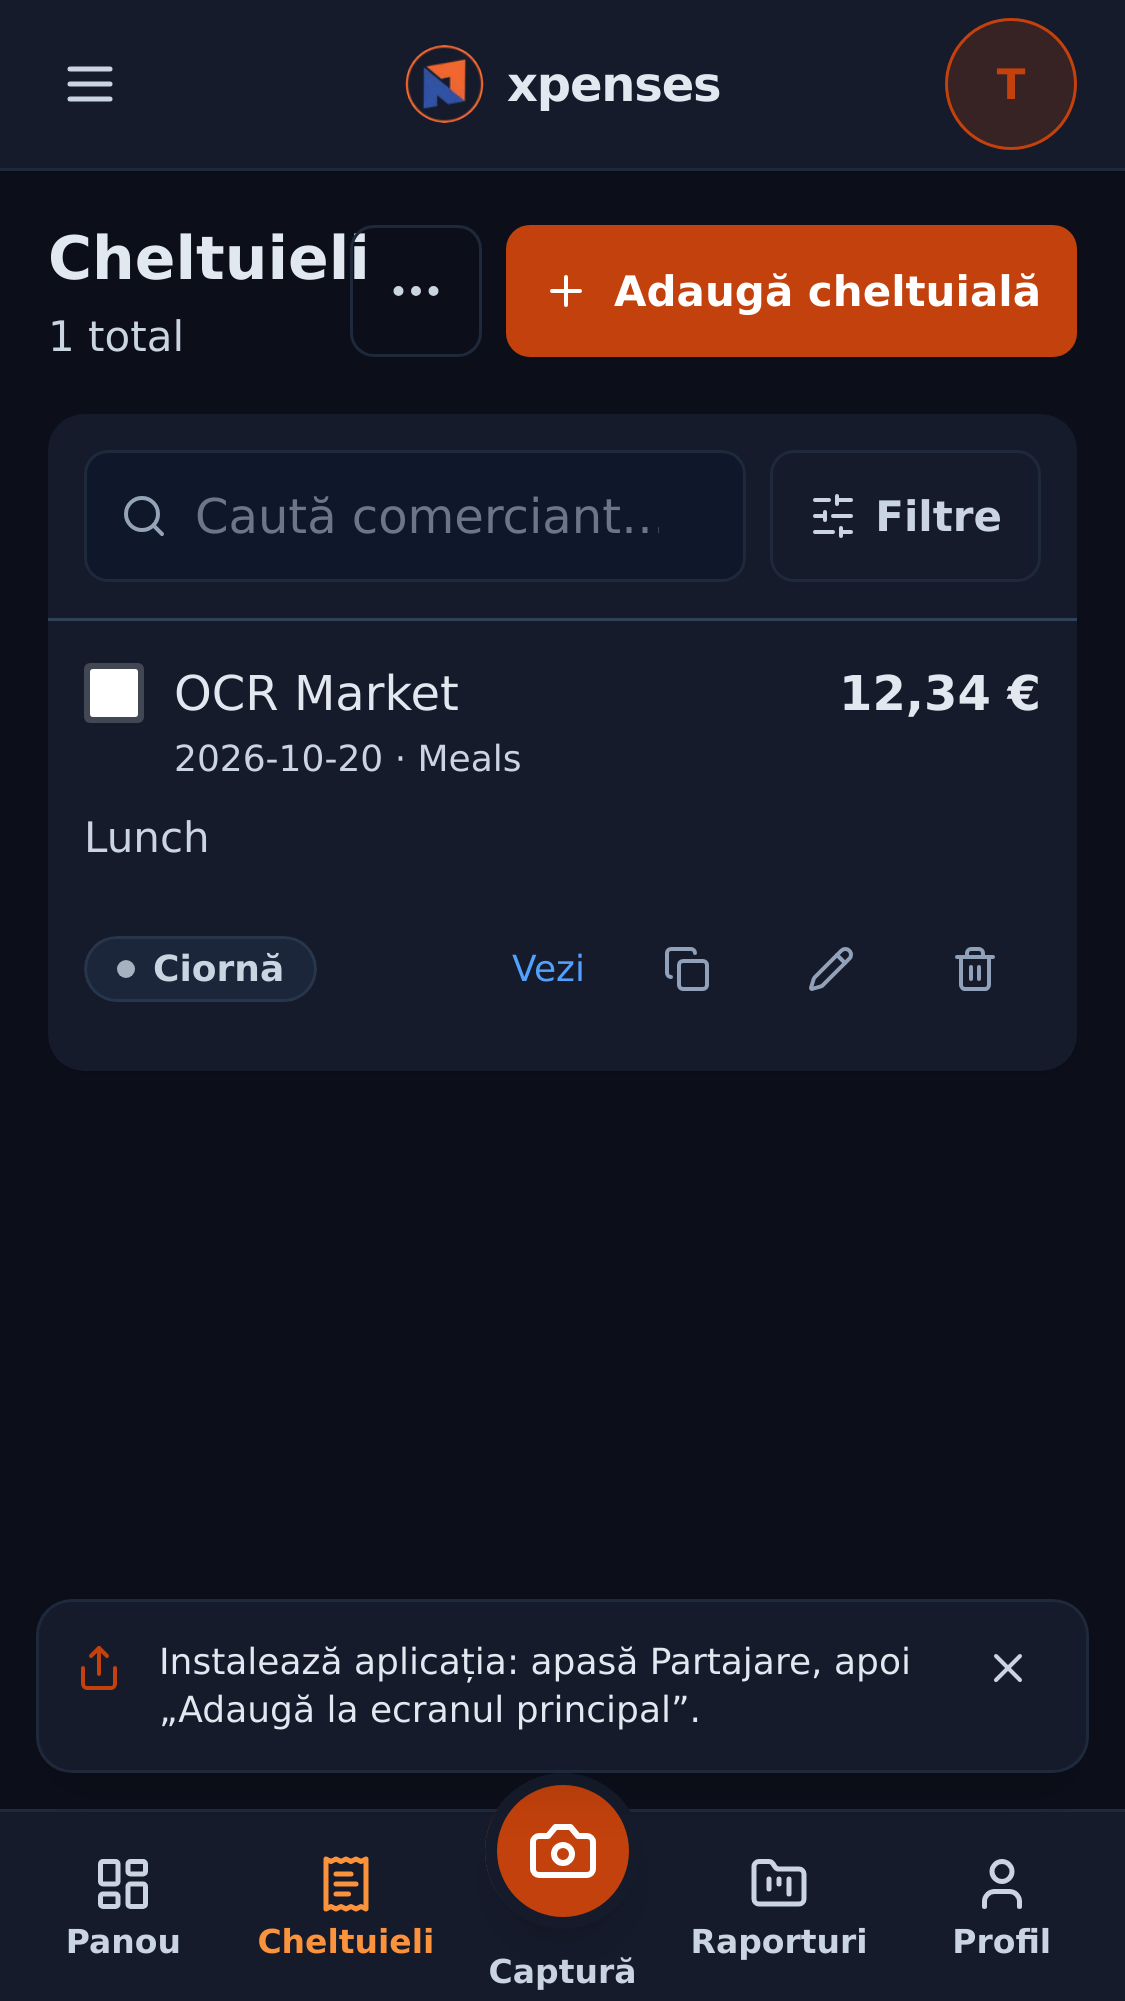 xpenses
T
Cheltuieli
1 total
Adaugă cheltuială
Caută comerciant...
Filtre
OCR Market
12,34 €
2026-10-20 · Meals
Lunch
Ciornă
Vezi
Instalează aplicația: apasă Partajare, apoi
„Adaugă la ecranul principal”.
Panou
Cheltuieli
Captură
Raporturi
Profil